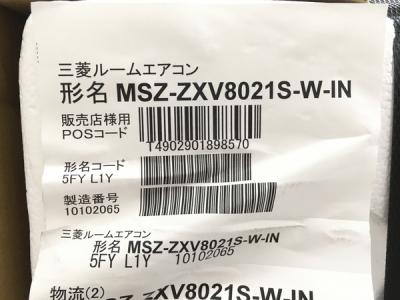 三菱ルームエアコン
形名 MSZ-ZXV8021S-W-IN
販売店様用
POSコード
T4902901898570
形名コード
5FY L1Y
製造番号
10102065
三菱ルームエアコン
形名 MSZ-ZXV8021S-W-IN
5FY L1Y 10102065
物流(2)
MSZ-ZXV8021S-W-IN